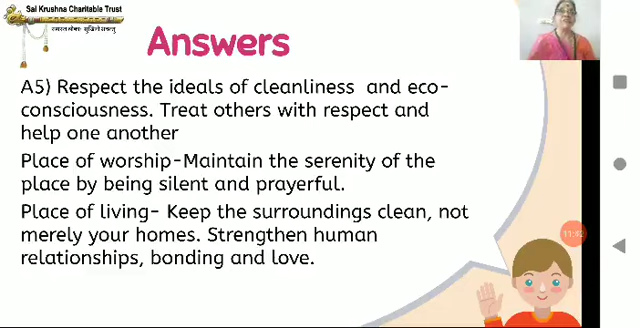 Sai Krushna Charitable Trust
समस्त लोकाः सुखिनो भवन्तु
Answers
A5) Respect the ideals of cleanliness and eco-
consciousness. Treat others with respect and
help one another
Place of worship-Maintain the serenity of the
place by being silent and prayerful.
Place of living- Keep the surroundings clean, not
merely your homes. Strengthen human
relationships, bonding and love.